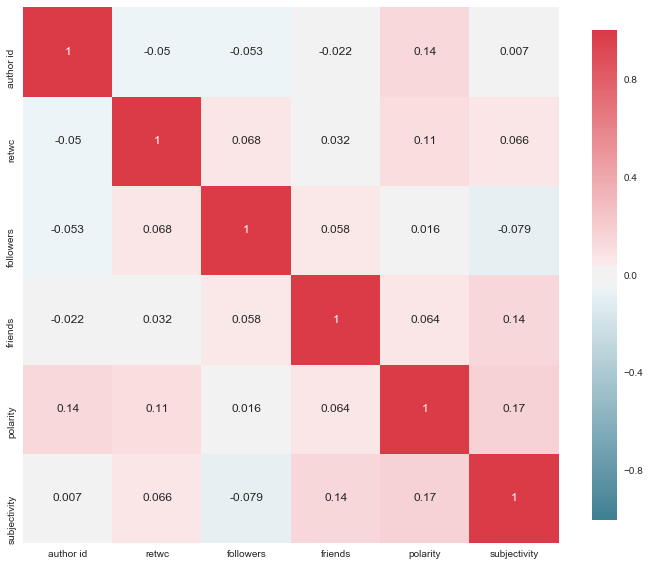 author id 1 -0.05 -0.053 -0.022 0.14 0.007
retwc -0.05 1 0.068 0.032 0.11 0.066
followers -0.053 0.068 1 0.058 0.016 -0.079
friends -0.022 0.032 0.058 1 0.064 0.14
polarity 0.14 0.11 0.016 0.064 1 0.17
subjectivity 0.007 0.066 -0.079 0.14 0.17 1
author id retwc followers friends polarity subjectivity
0.8
0.4
0.0
−0.4
−0.8